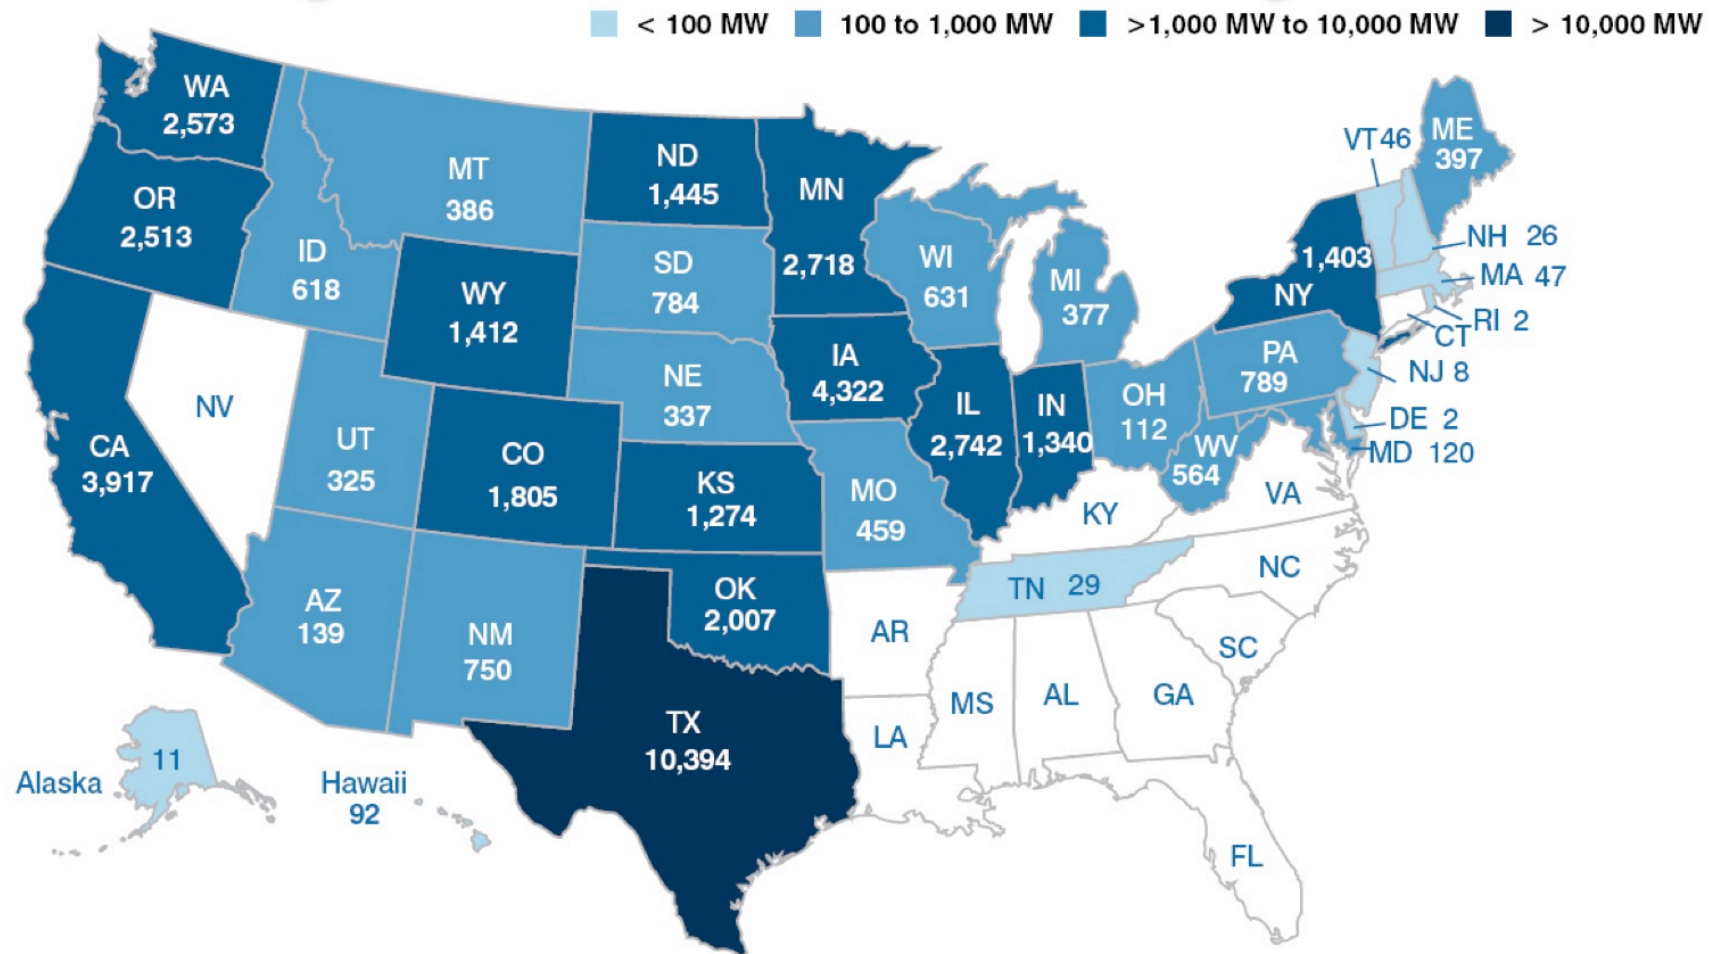 < 100 MW 100 to 1,000 MW >1,000 MW to 10,000 MW > 10,000 MW
WA
2,573
OR
2,513
CA
3,917
NV
ID
618
MT
386
WY
1,412
UT
325
CO
1,805
AZ
139
NM
750
ND
1,445
SD
784
NE
337
KS
1,274
OK
2,007
TX
10,394
MN
2,718
IA
4,322
MO
459
AR
LA
WI
631
IL
2,742
MI
377
IN
1,340
OH
112
KY
TN 29
MS
AL
GA
FL
SC
NC
VA
WV
564
PA
789
1,403
NY
VT46
ME
397
NH 26
MA 47
RI 2
CT
NJ 8
DE 2
MD 120
11
Alaska
Hawaii
92